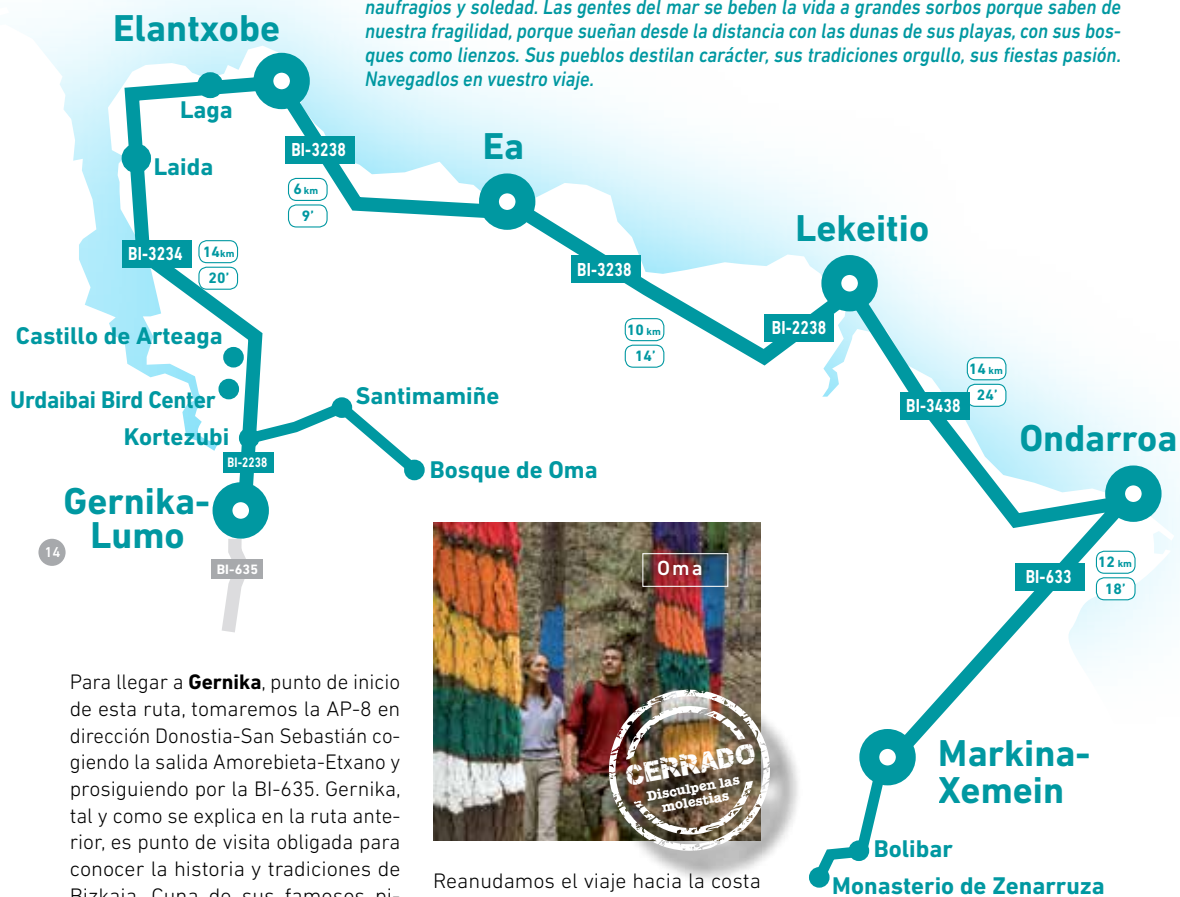 naufragios y soledad. Las gentes del mar se beben la vida a grandes sorbos porque saben de
nuestra fragilidad, porque sueñan desde la distancia con las dunas de sus playas, con sus bos-
ques como lienzos. Sus pueblos destilan carácter, sus tradiciones orgullo, sus fiestas pasión.
Navegadlos en vuestro viaje.
Elantxobe
Laga
Laida
BI-3238
6 km
9’
Ea
Lekeitio
BI-3234
14km
20’
BI-3238
10 km
14’
BI-2238
Castillo de Arteaga
Urdaibai Bird Center
Kortezubi
BI-2238
Santimamiñe
Bosque de Oma
14 km
24’
BI-3438
Ondarroa
Gernika-
Lumo
14
BI-635
BI-633
12 km
18’
Oma
CERRADO
Disculpen las
molestias
Markina-
Xemein
Bolibar
Monasterio de Zenarruza
Para llegar a Gernika, punto de inicio
de esta ruta, tomaremos la AP-8 en
dirección Donostia-San Sebastián co-
giendo la salida Amorebieta-Etxano y
prosiguiendo por la BI-635. Gernika,
tal y como se explica en la ruta ante-
rior, es punto de visita obligada para
conocer la historia y tradiciones de
Bizkaia. Cuna de sus famosos pi-
Reanudamos el viaje hacia la costa